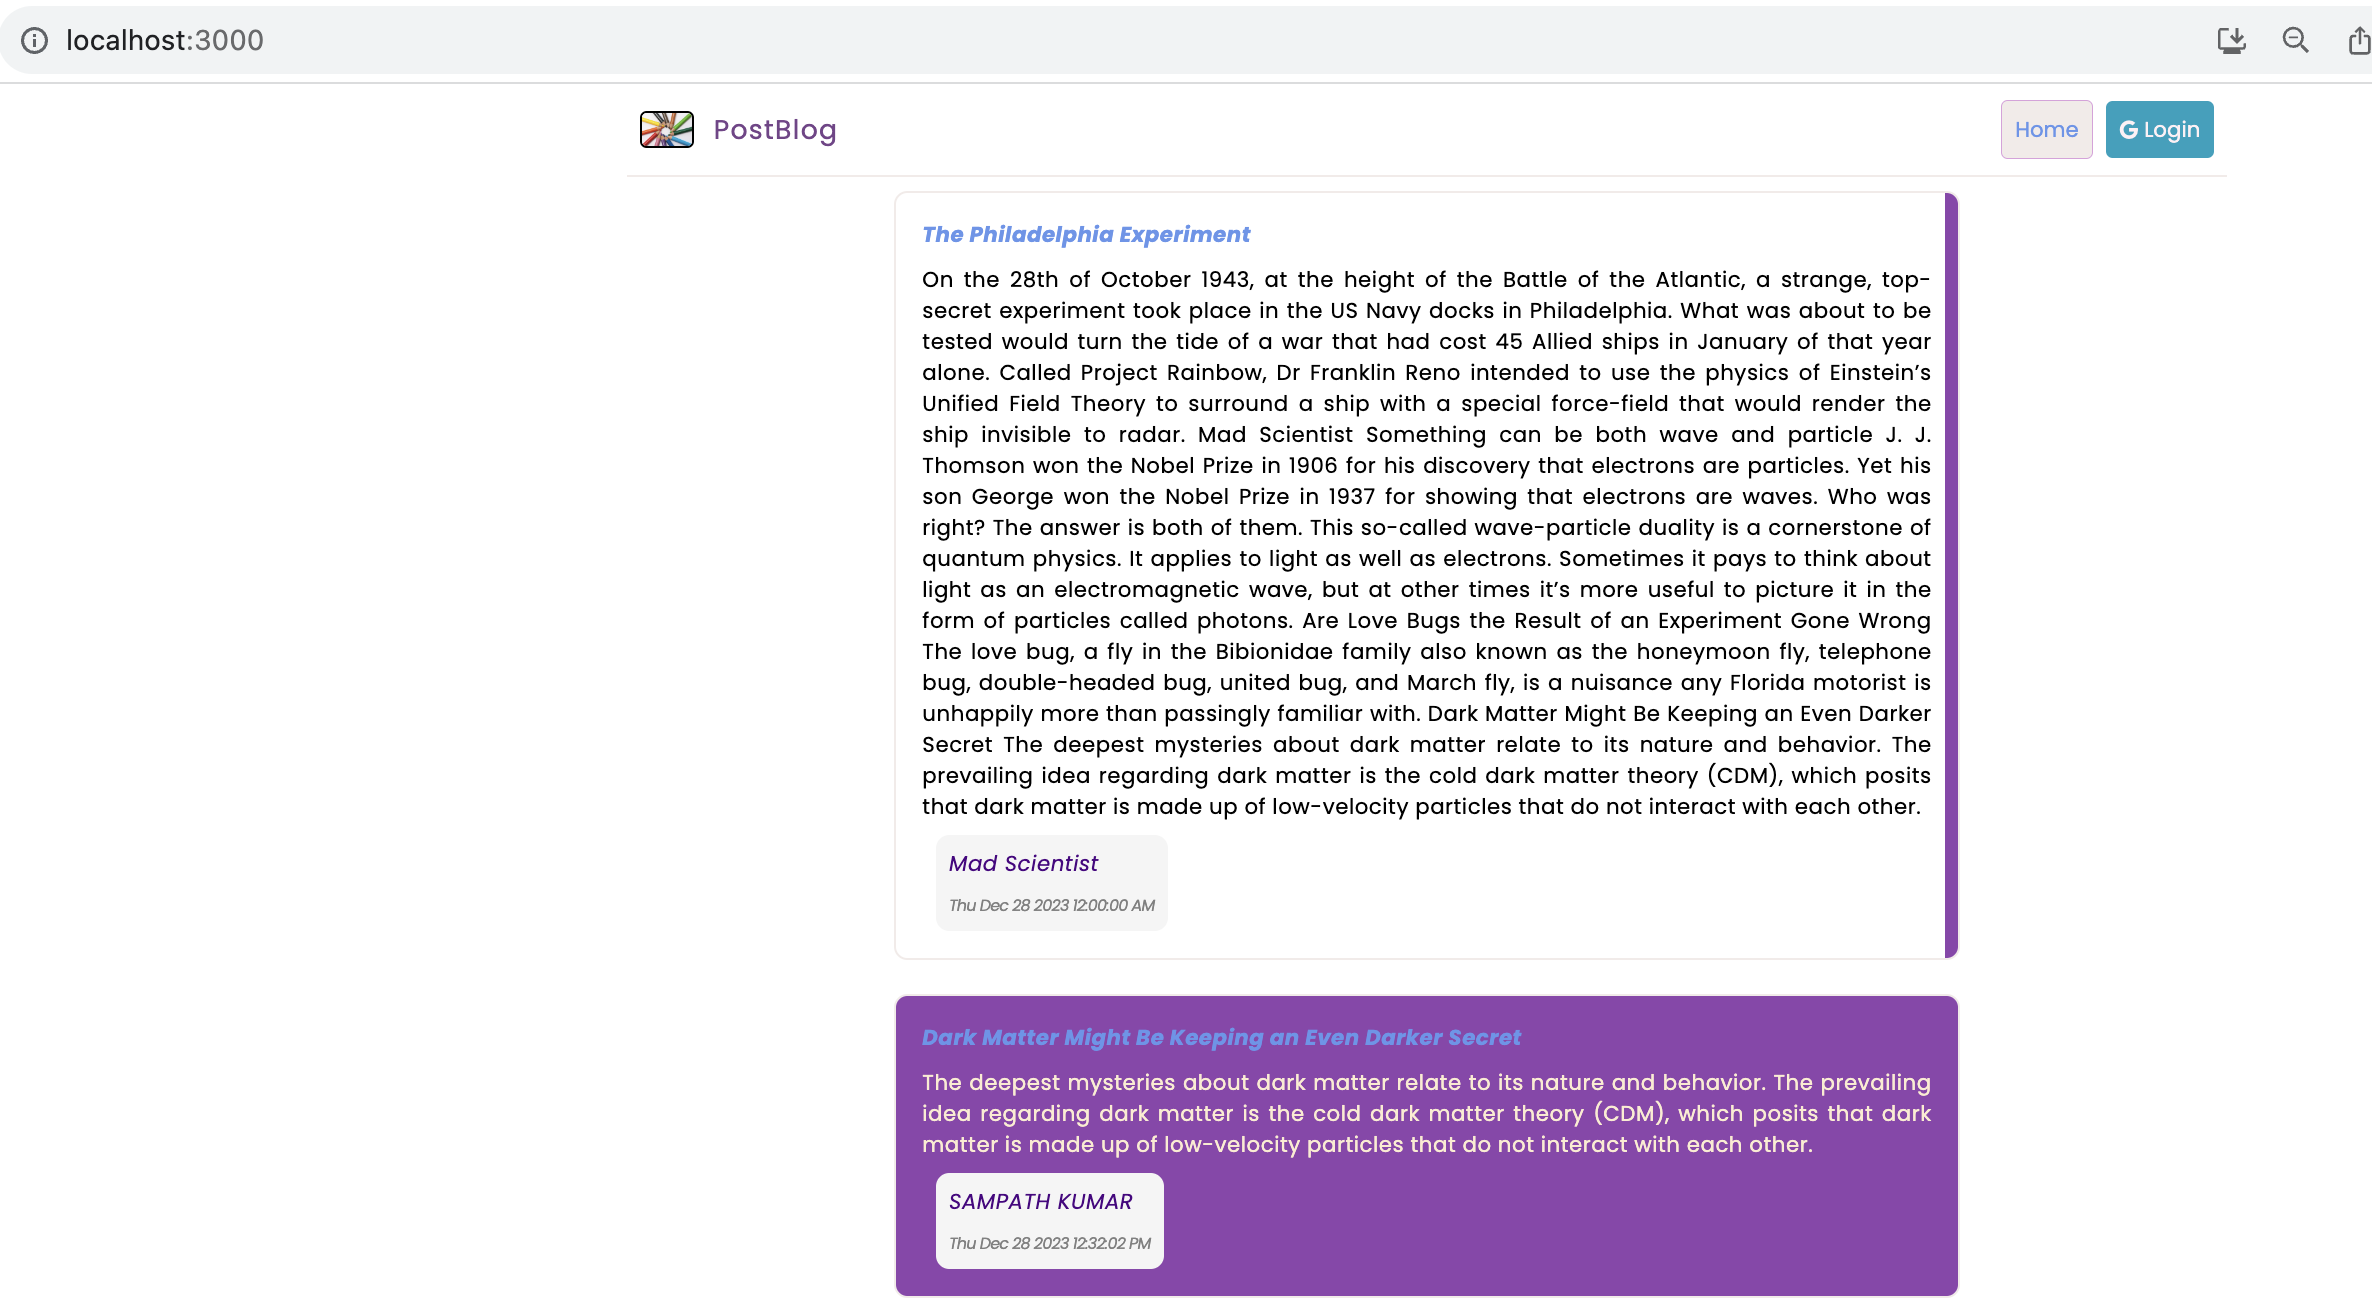 localhost:3000
PostBlog
Home
G Login
The Philadelphia Experiment
On the 28th of October 1943, at the height of the Battle of the Atlantic, a strange, top-
secret experiment took place in the US Navy docks in Philadelphia. What was about to be
tested would turn the tide of a war that had cost 45 Allied ships in January of that year
alone. Called Project Rainbow, Dr Franklin Reno intended to use the physics of Einstein’s
Unified Field Theory to surround a ship with a special force-field that would render the
ship invisible to radar. Mad Scientist Something can be both wave and particle J. J.
Thomson won the Nobel Prize in 1906 for his discovery that electrons are particles. Yet his
son George won the Nobel Prize in 1937 for showing that electrons are waves. Who was
right? The answer is both of them. This so-called wave-particle duality is a cornerstone of
quantum physics. It applies to light as well as electrons. Sometimes it pays to think about
light as an electromagnetic wave, but at other times it’s more useful to picture it in the
form of particles called photons. Are Love Bugs the Result of an Experiment Gone Wrong
The love bug, a fly in the Bibionidae family also known as the honeymoon fly, telephone
bug, double-headed bug, united bug, and March fly, is a nuisance any Florida motorist is
unhappily more than passingly familiar with. Dark Matter Might Be Keeping an Even Darker
Secret The deepest mysteries about dark matter relate to its nature and behavior. The
prevailing idea regarding dark matter is the cold dark matter theory (CDM), which posits
that dark matter is made up of low-velocity particles that do not interact with each other.
Mad Scientist
Thu Dec 28 2023 12:00:00 AM
Dark Matter Might Be Keeping an Even Darker Secret
The deepest mysteries about dark matter relate to its nature and behavior. The prevailing
idea regarding dark matter is the cold dark matter theory (CDM), which posits that dark
matter is made up of low-velocity particles that do not interact with each other.
SAMPATH KUMAR
Thu Dec 28 2023 12:32:02 PM